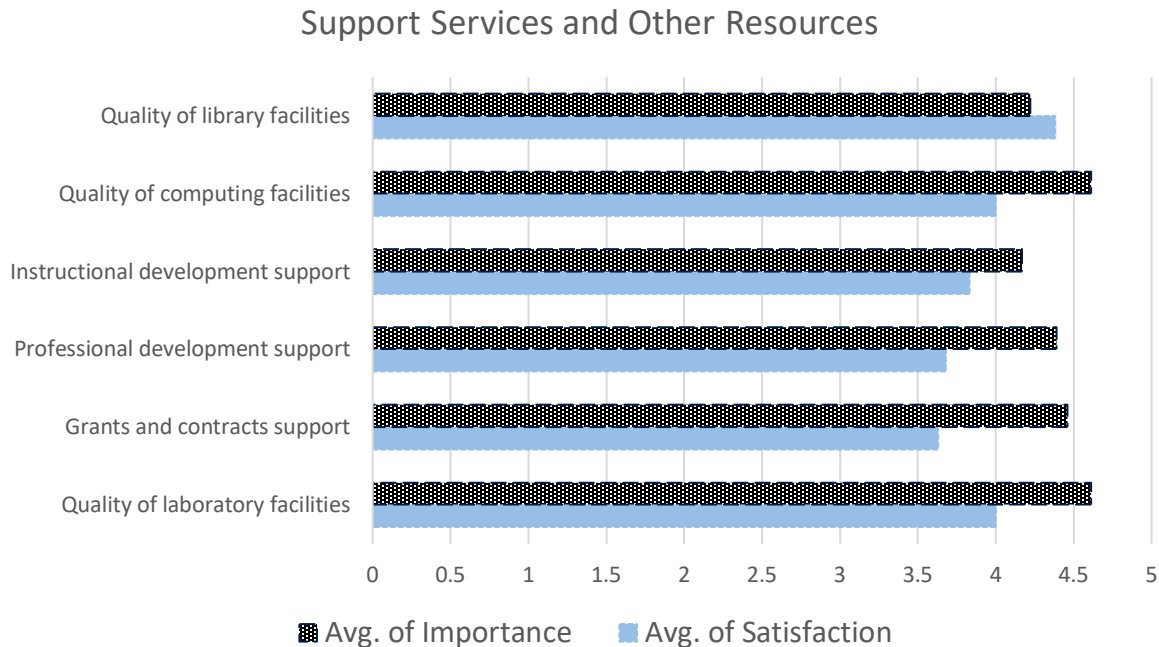 Support Services and Other Resources
Quality of library facilities
Quality of computing facilities
Instructional development support
Professional development support
Grants and contracts support
Quality of laboratory facilities
0 0.5 1 1.5 2 2.5 3 3.5 4 4.5 5
Avg. of Importance Avg. of Satisfaction